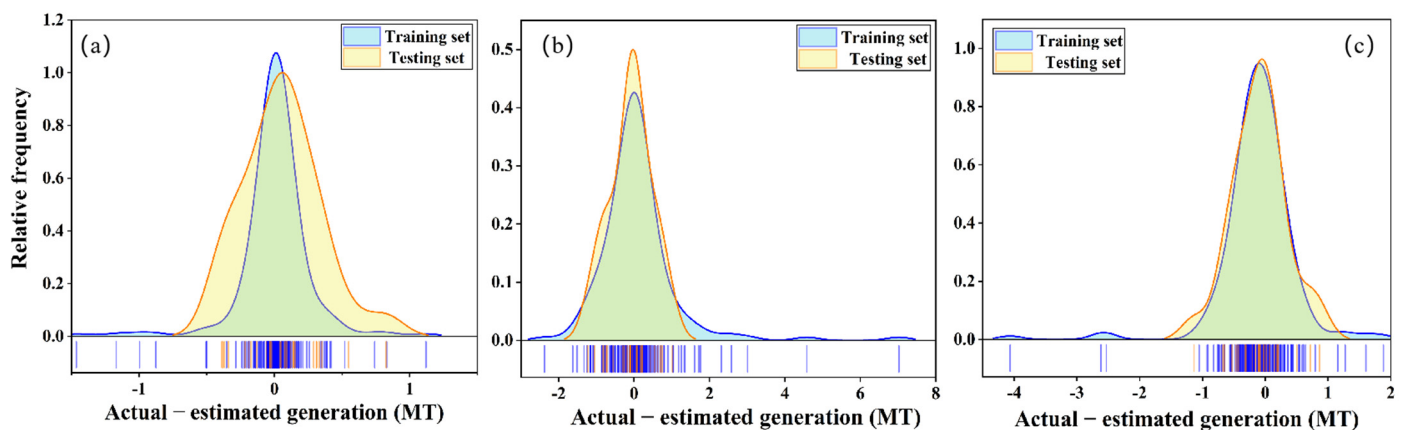 (a)
Training set
Testing set
1.2
1.0
0.8
0.6
0.4
0.2
0.0
Relative frequency
-1
0
1
Actual − estimated generation (MT)
(b)
Training set
Testing set
0.5
0.4
0.3
0.2
0.1
0.0
-2
0
2
4
6
8
Actual − estimated generation (MT)
(c)
Training set
Testing set
1.0
0.8
0.6
0.4
0.2
0.0
-4
-3
-2
-1
0
1
2
Actual − estimated generation (MT)